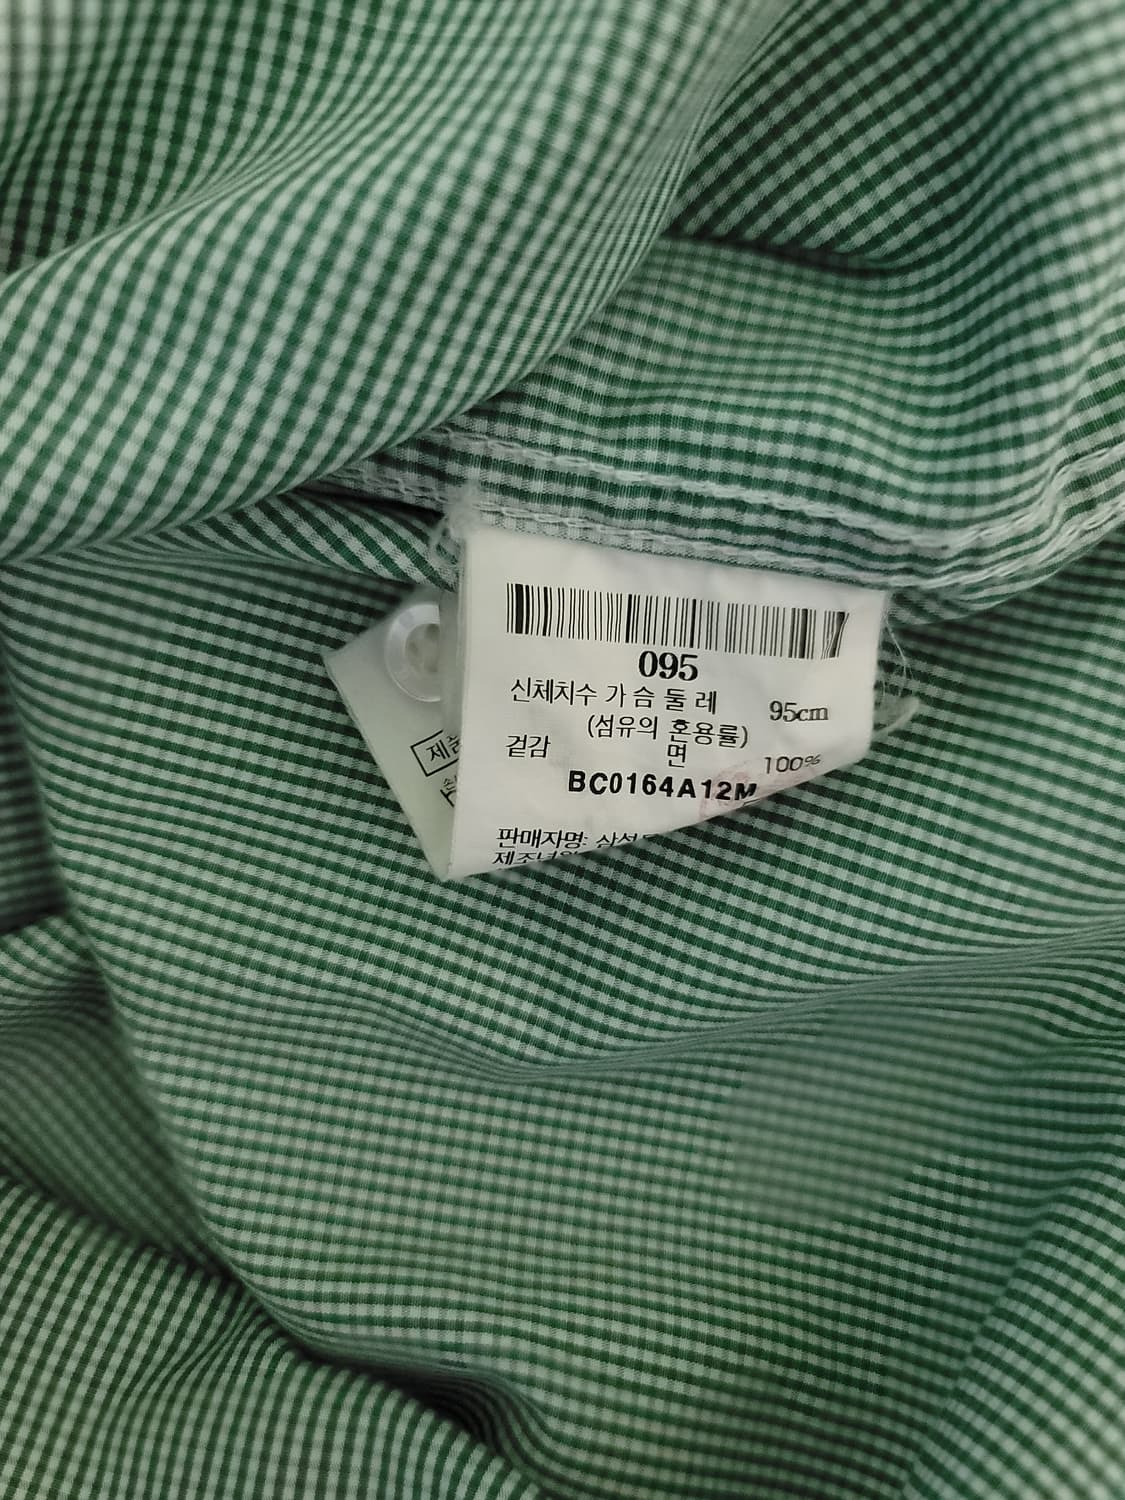 095
신체치수 가슴둘레 95cm
(섬유의 혼용률)
겉감 면 100%
BC0164A12M
판매자명: